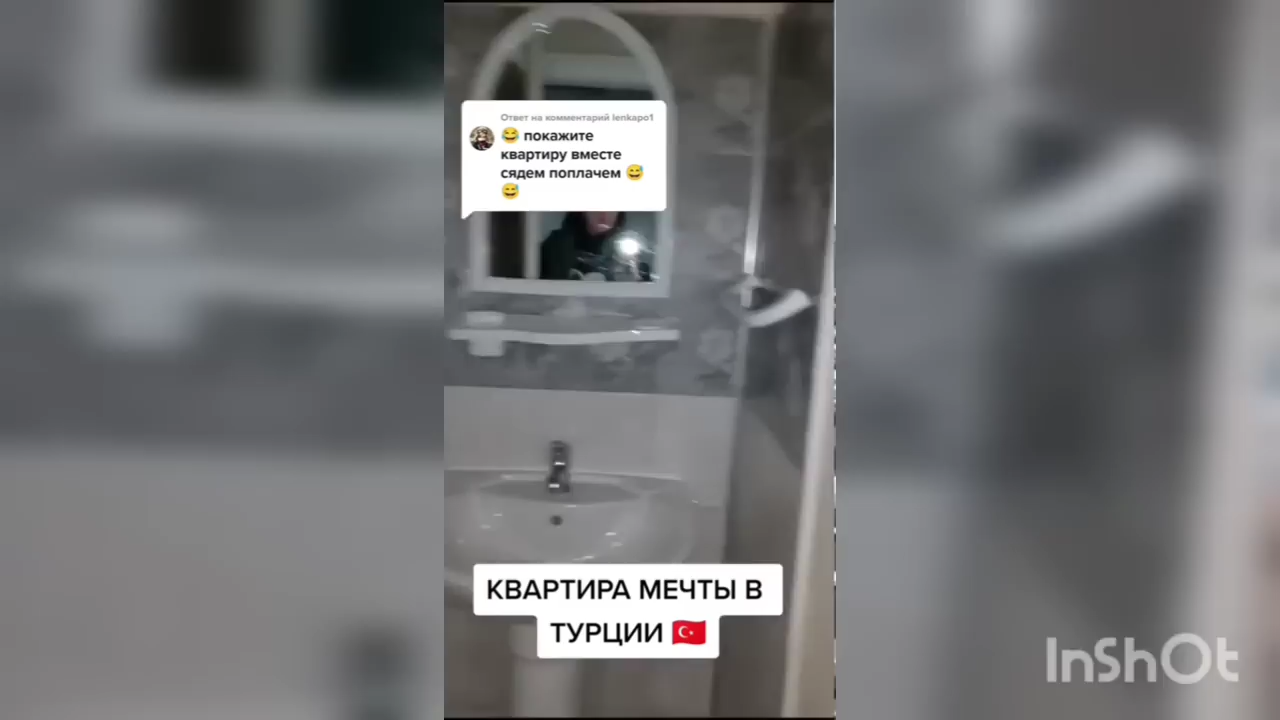 Ответ на комментарий lenkapo1
😂 покажите
квартиру вместе
сядем поплачем 😅
😅
КВАРТИРА МЕЧТЫ В
ТУРЦИИ 🇹🇷
InShOt